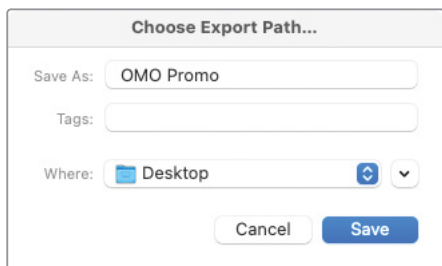 Choose Export Path...
Save As: OMO Promo
Tags:
Where: Desktop
Cancel Save